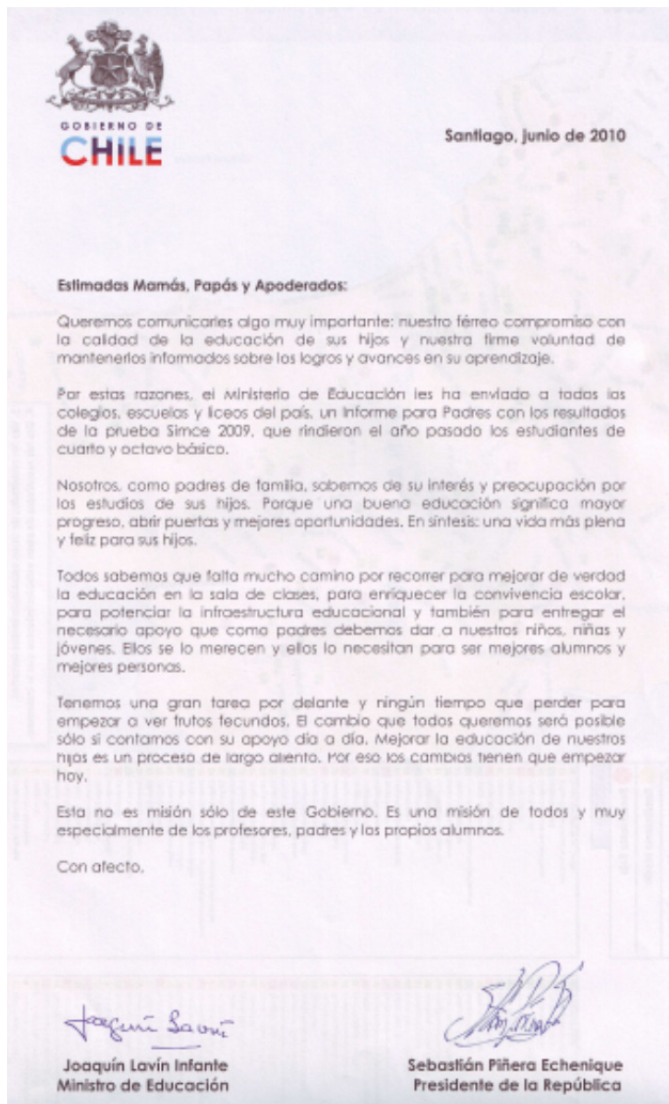 GOBIERNO DE
CHILE
Santiago, junio de 2010
Estimadas Mamás, Papás y Apoderados:
Queremos comunicarles algo muy importante: nuestro férreo compromiso con
la calidad de la educación de sus hijos y nuestra firme voluntad de
mantenerlos informados sobre los logros y avances en su aprendizaje.
Por estas razones, el Ministerio de Educación les ha enviado a todos los
colegios, escuelas y liceos del país, un Informe para Padres con los resultados
de la prueba Simce 2009, que rindieron el año pasado los estudiantes de
cuarto y octavo básico.
Nosotros, como padres de familia, sabemos de su interés y preocupación por
los estudios de sus hijos. Porque una buena educación significa mayor
progreso, abrir puertas y mejores oportunidades. En síntesis: una vida más plena
y feliz para sus hijos.
Todos sabemos que falta mucho camino por recorrer para mejorar de verdad
la educación en la sala de clases, para enriquecer la convivencia escolar,
para potenciar la infraestructura educacional y también para entregar el
necesario apoyo que como padres debemos dar a nuestros niños, niñas y
jóvenes. Ellos se lo merecen y ellos lo necesitan para ser mejores alumnos y
mejores personas.
Tenemos una gran tarea por delante y ningún tiempo que perder para
empezar a ver frutos fecundos. El cambio que todos queremos será posible
sólo si contamos con su apoyo día a día. Mejorar la educación de nuestros
hijos es un proceso de largo aliento. Por eso los cambios tienen que empezar
hoy.
Esta no es misión sólo de este Gobierno. Es una misión de todos y muy
especialmente de los profesores, padres y los propios alumnos.
Con afecto,
Joaquín Lavín
Joaquín Lavín Infante
Ministro de Educación
Sebastián Piñera Echenique
Presidente de la República